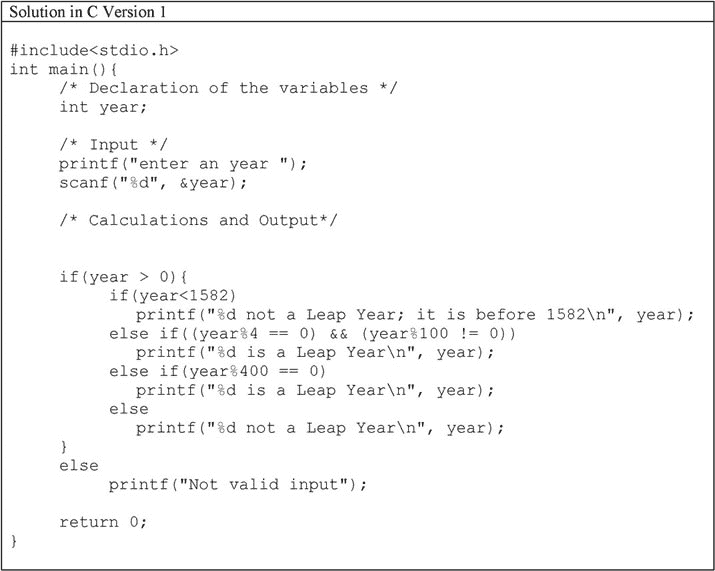 Solution in C Version 1
#include<stdio.h>
int main(){
/* Declaration of the variables */
int year;
/* Input */
printf("enter an year ");
scanf("%d", &year);
/* Calculations and Output*/
if(year > 0){
if(year<1582)
printf("%d not a Leap Year; it is before 1582\n", year);
else if((year%4 == 0) && (year%100 != 0))
printf("%d is a Leap Year\n", year);
else if(year%400 == 0)
printf("%d is a Leap Year\n", year);
else
printf("%d not a Leap Year\n", year);
}
else
printf("Not valid input");
return 0;
}